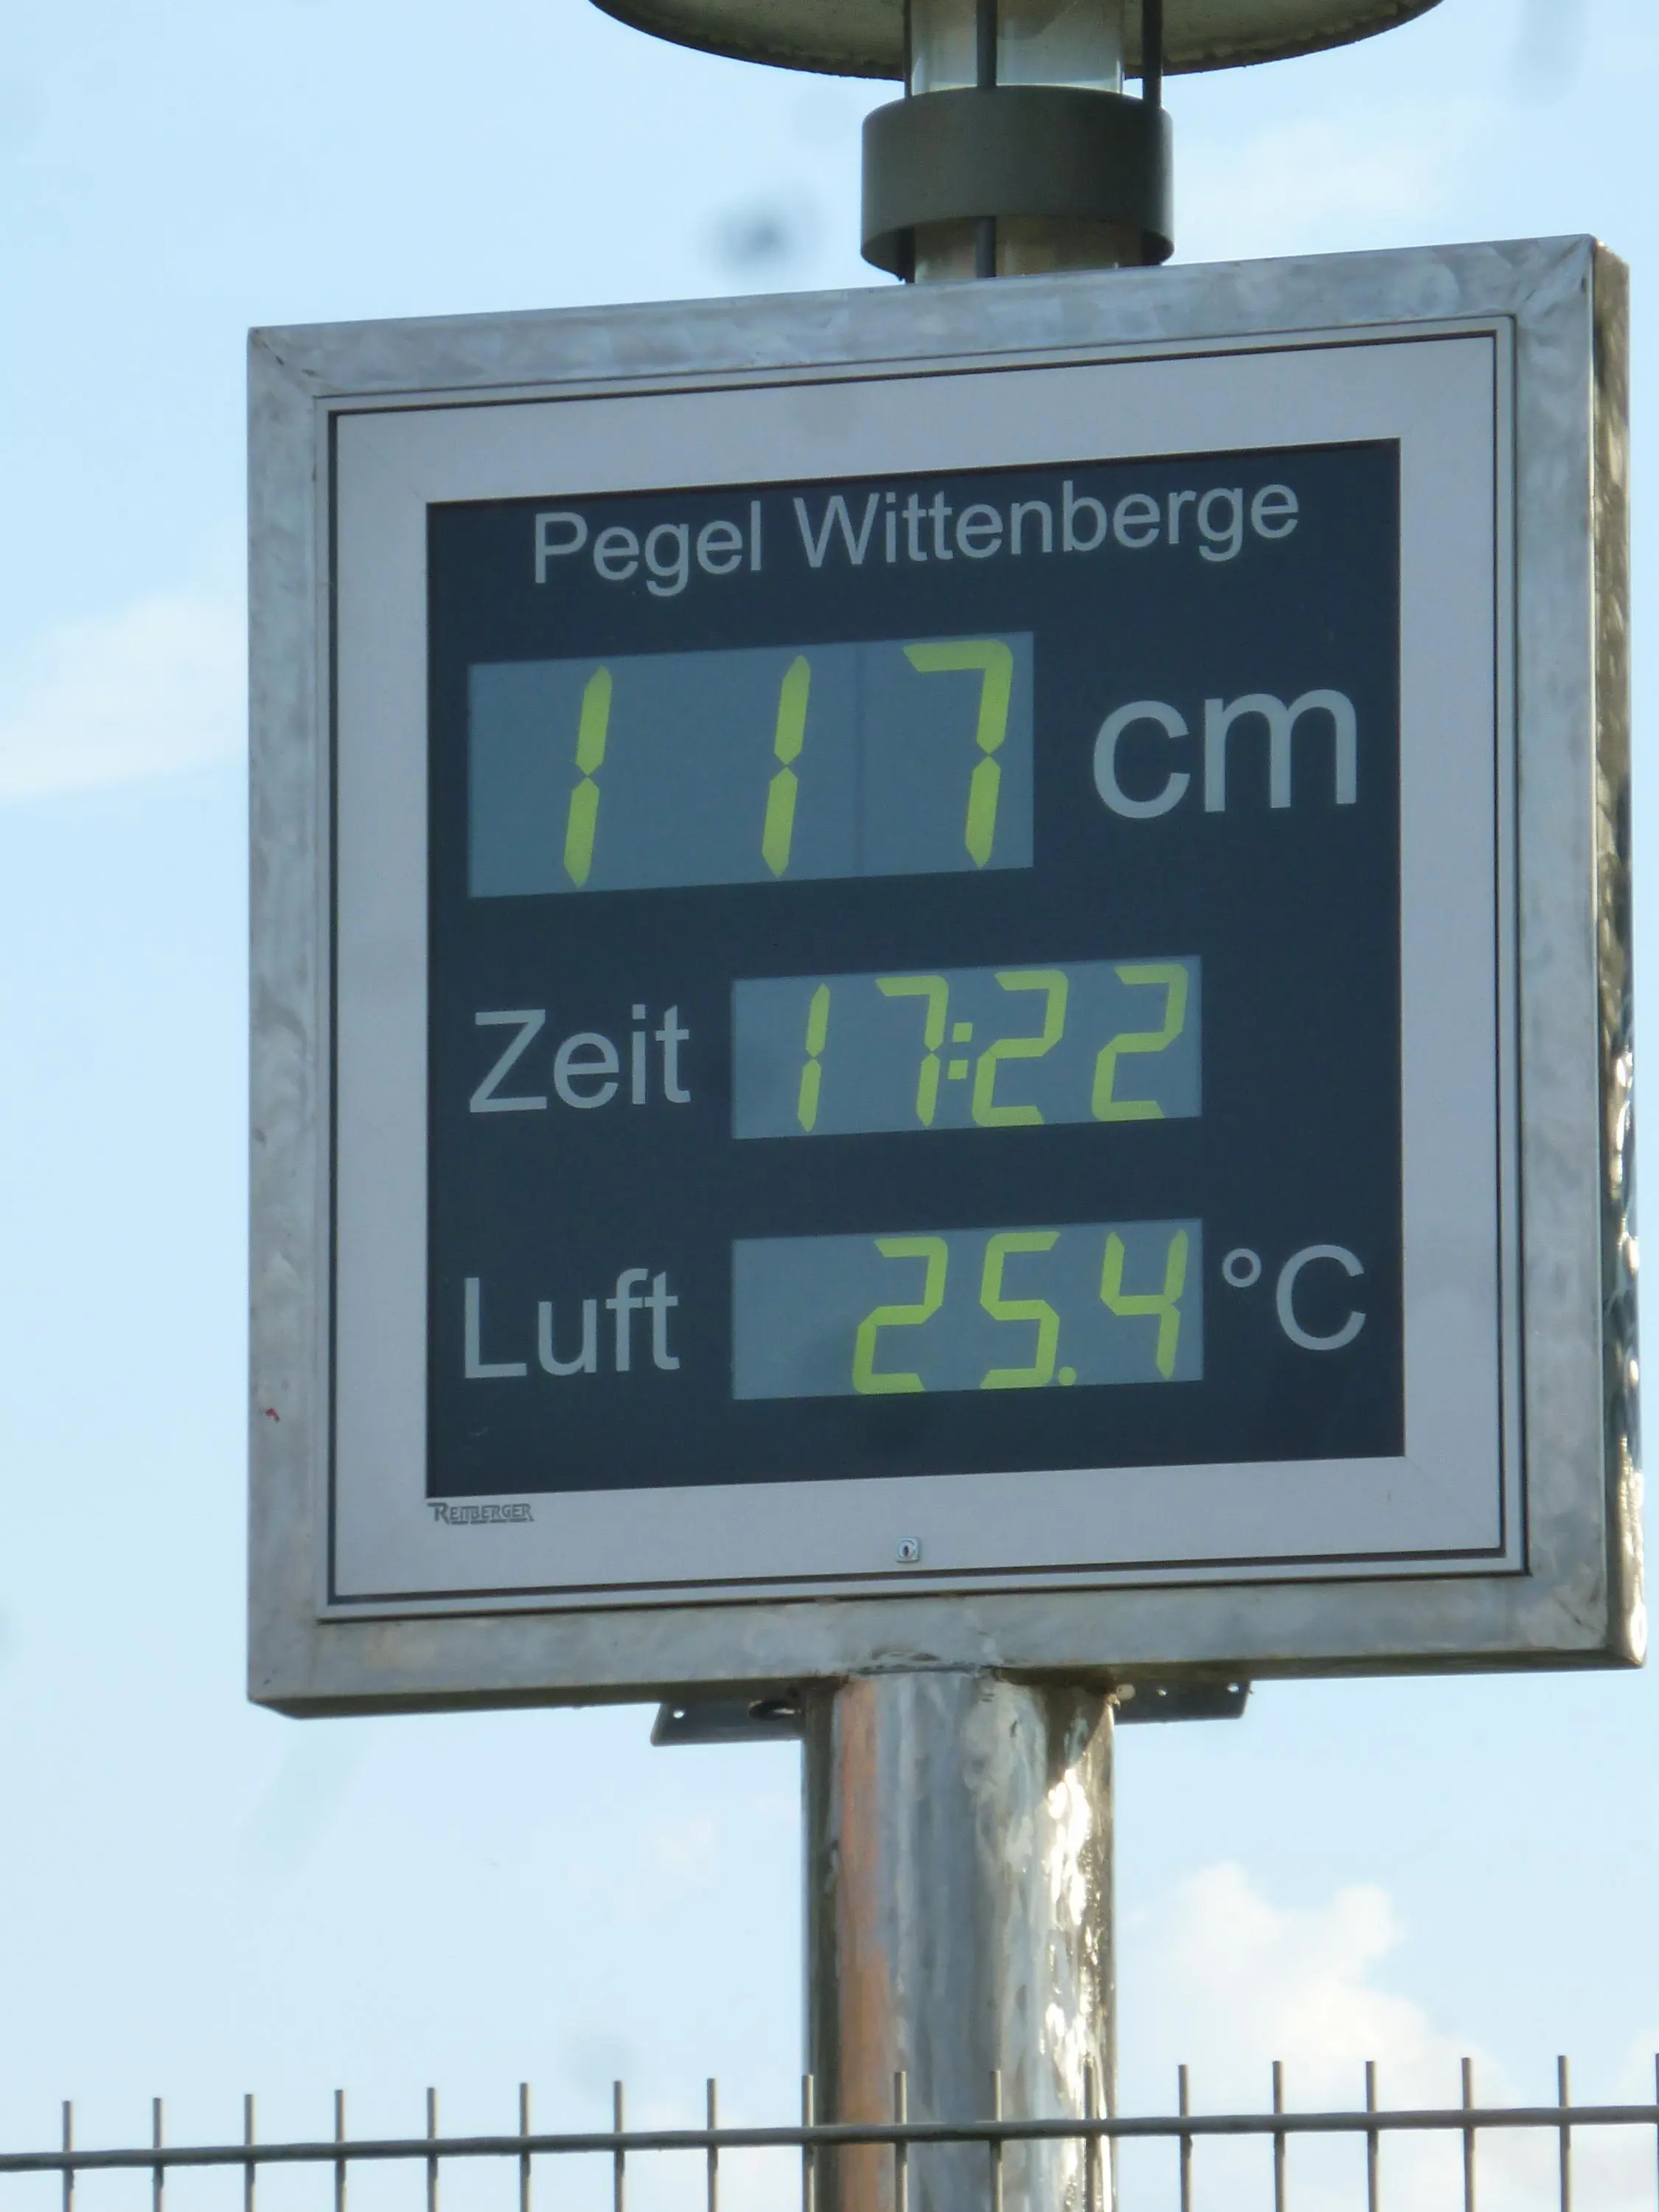 Pegel Wittenberge
117 cm
Zeit 17:22
Luft 25.4 °C
REITBERGER